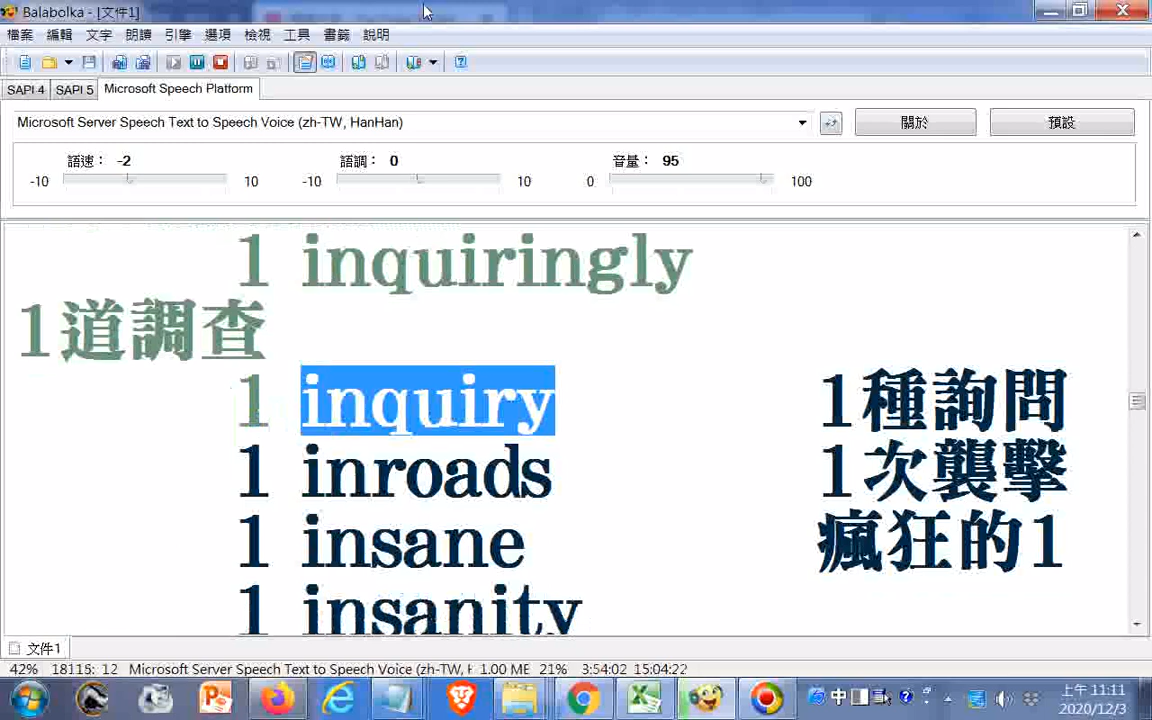 Balabolka - [文件1]
檔案 編輯 文字 朗讀 引擎 選項 檢視 工具 書籤 說明
SAPI 4 SAPI 5 Microsoft Speech Platform
Microsoft Server Speech Text to Speech Voice (zh-TW, HanHan) 關於 預設
語速： -2 語調： 0 音量： 95
-10 10 -10 10 0 100
1 inquiringly
1道調查
1 inquiry 1種詢問
1 inroads 1次襲擊
1 insane 瘋狂的1
1 insanity
文件1
42% 18115: 12 Microsoft Server Speech Text to Speech Voice (zh-TW, 1.00 ME 21% 3:54:02 15:04:22
中 上午 11:11
2020/12/3